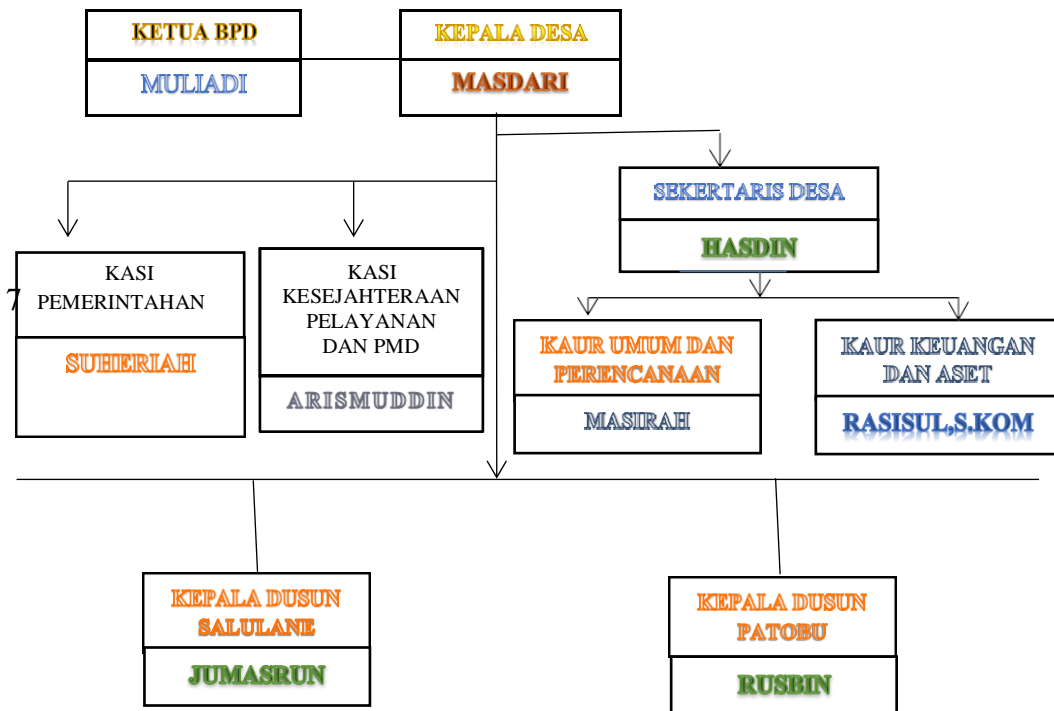 KETUA BPD
MULIADI
KEPALA DESA
MASDARI
SEKERTARIS DESA
HASDIN
7
KASI
PEMERINTAHAN
SUHERIAH
KASI
KESEJAHTERAAN
PELAYANAN
DAN PMD
ARISMUDDIN
KAUR UMUM DAN
PERENCANAAN
MASIRAH
KAUR KEUANGAN
DAN ASET
RASISUL,S.KOM
KEPALA DUSUN
SALULANE
JUMASRUN
KEPALA DUSUN
PATOBU
RUSBIN